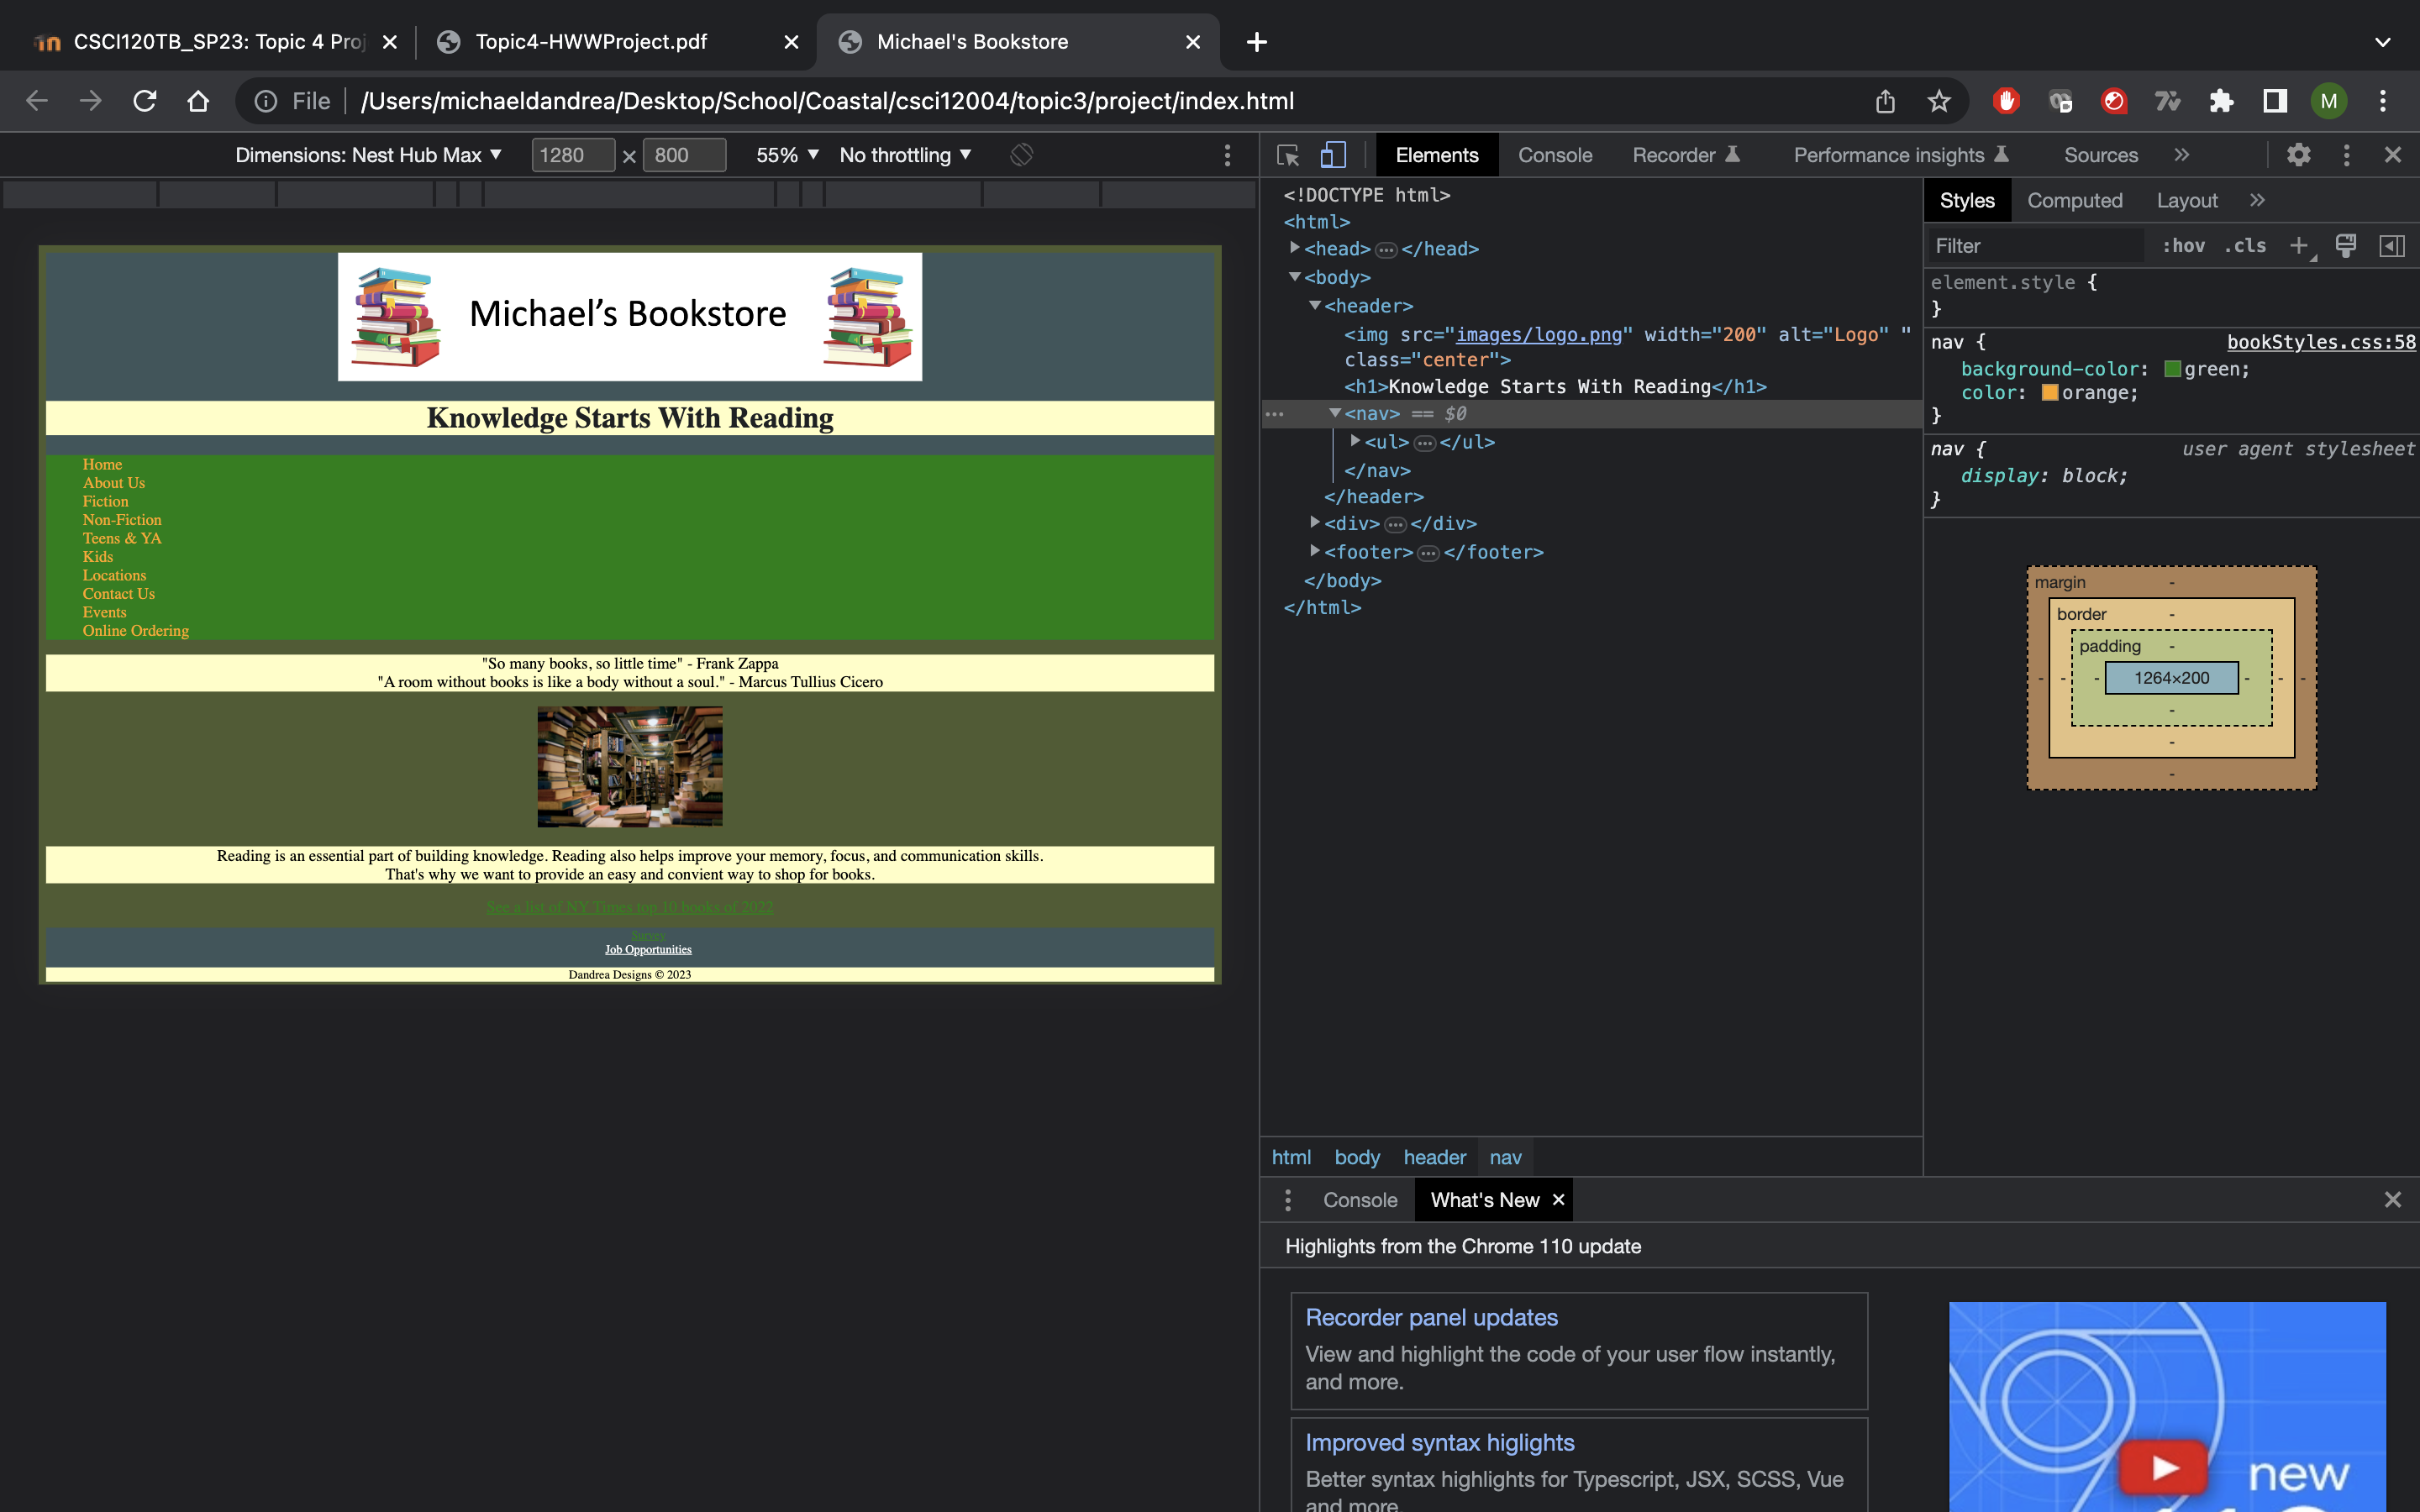 CSCI120TB_SP23: Topic 4 Proj
Topic4-HWWProject.pdf
Michael's Bookstore
File
/Users/michaeldandrea/Desktop/School/Coastal/csci12004/topic3/project/index.html
M
Dimensions: Nest Hub Max ▼ 1280 × 800 55% ▼ No throttling ▼
Elements Console Recorder Performance insights Sources »
Michael's Bookstore
Knowledge Starts With Reading
Home
About Us
Fiction
Non-Fiction
Teens & YA
Kids
Locations
Contact Us
Events
Online Ordering
"So many books, so little time" - Frank Zappa
"A room without books is like a body without a soul." - Marcus Tullius Cicero
Reading is an essential part of building knowledge. Reading also helps improve your memory, focus, and communication skills.
That's why we want to provide an easy and convient way to shop for books.
See a list of NY Times top 10 books of 2022
Survey
Job Opportunities
Dandrea Designs © 2023
<!DOCTYPE html>
<html>
<head> … </head>
<body>
<header>
<img src="images/logo.png" width="200" alt="Logo" "
class="center">
<h1>Knowledge Starts With Reading</h1>
… <nav> == $0
<ul> … </ul>
</nav>
</header>
<div> … </div>
<footer> … </footer>
</body>
</html>
html body header nav
Styles Computed Layout »
Filter :hov .cls +
element.style {
}
nav { bookStyles.css:58
background-color: green;
color: orange;
}
nav { user agent stylesheet
display: block;
}
margin -
border -
padding -
- - - 1264×200 - - -
-
-
-
Console What's New ×
Highlights from the Chrome 110 update
Recorder panel updates
View and highlight the code of your user flow instantly,
and more.
Improved syntax higlights
Better syntax highlights for Typescript, JSX, SCSS, Vue
and more.
new